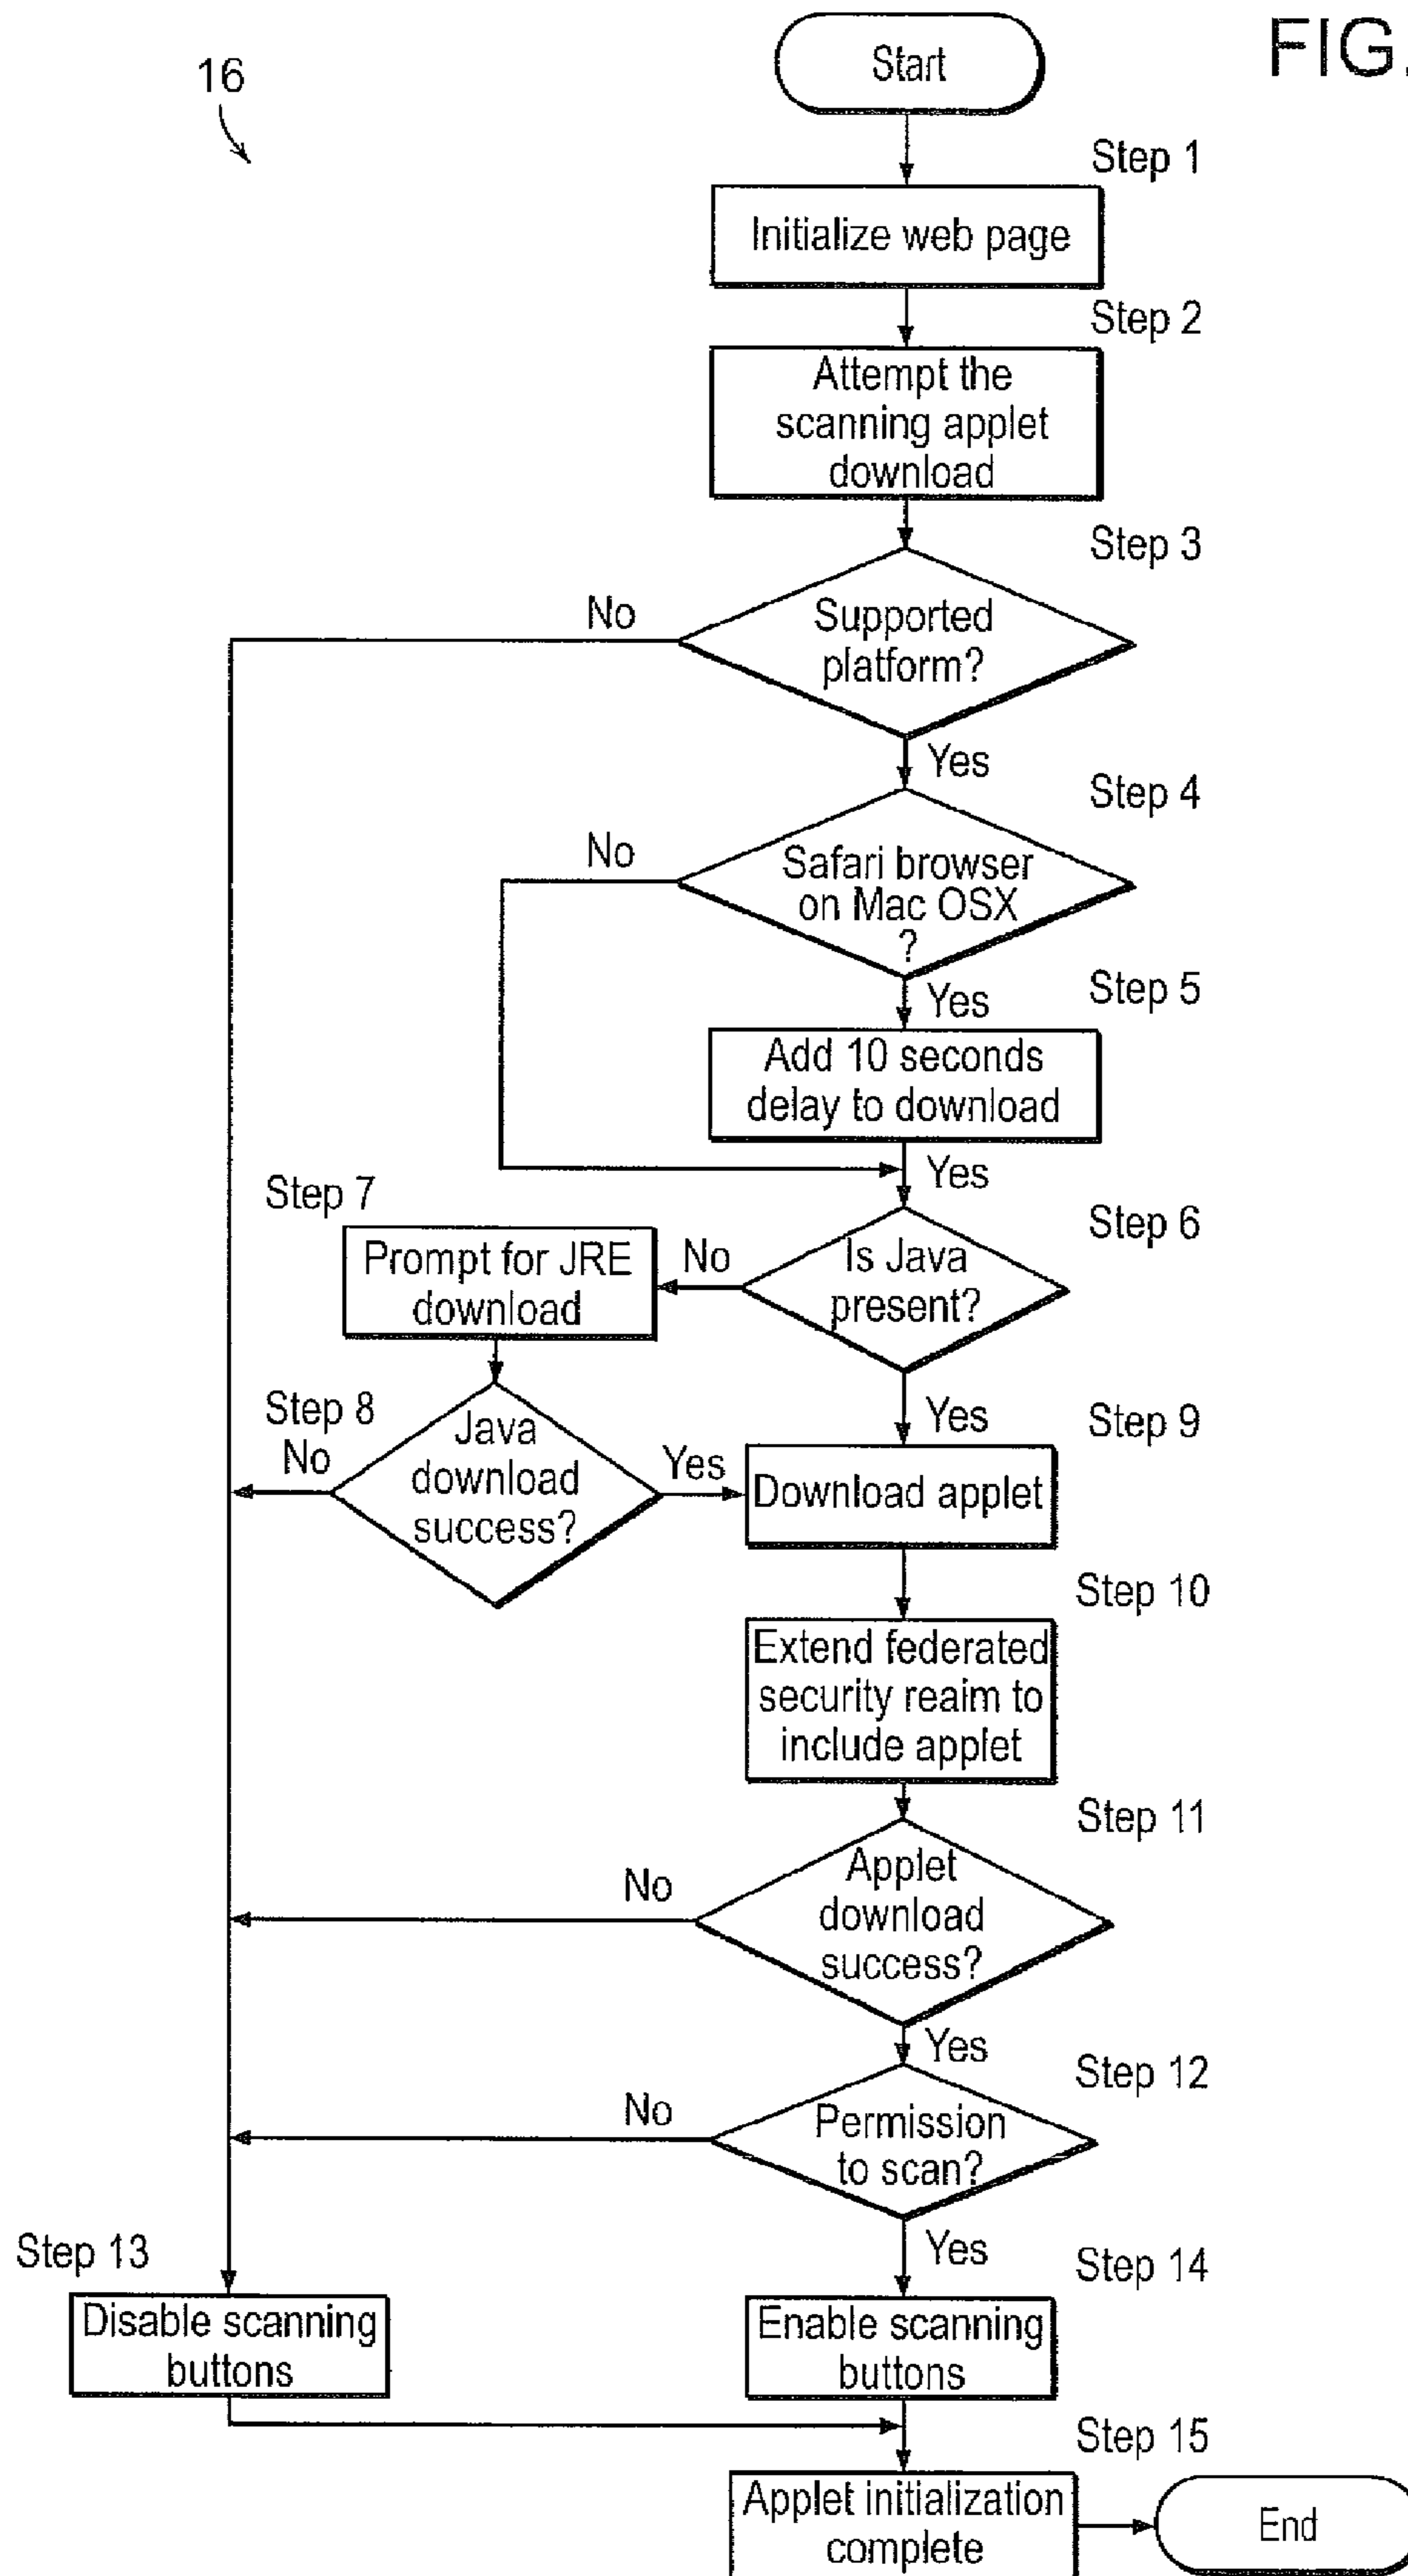 FIG.
16
Start
Step 1
Initialize web page
Step 2
Attempt the
scanning applet
download
Step 3
Supported
platform?
No
Yes
Step 4
Safari browser
on Mac OSX
?
No
Yes
Step 5
Add 10 seconds
delay to download
Yes
Step 6
Is Java
present?
No
Step 7
Prompt for JRE
download
Step 8
Java
download
success?
No
Yes
Yes
Step 9
Download applet
Step 10
Extend federated
security reaim to
include applet
Step 11
Applet
download
success?
No
Yes
Step 12
Permission
to scan?
No
Yes
Step 13
Disable scanning
buttons
Step 14
Enable scanning
buttons
Step 15
Applet initialization
complete
End